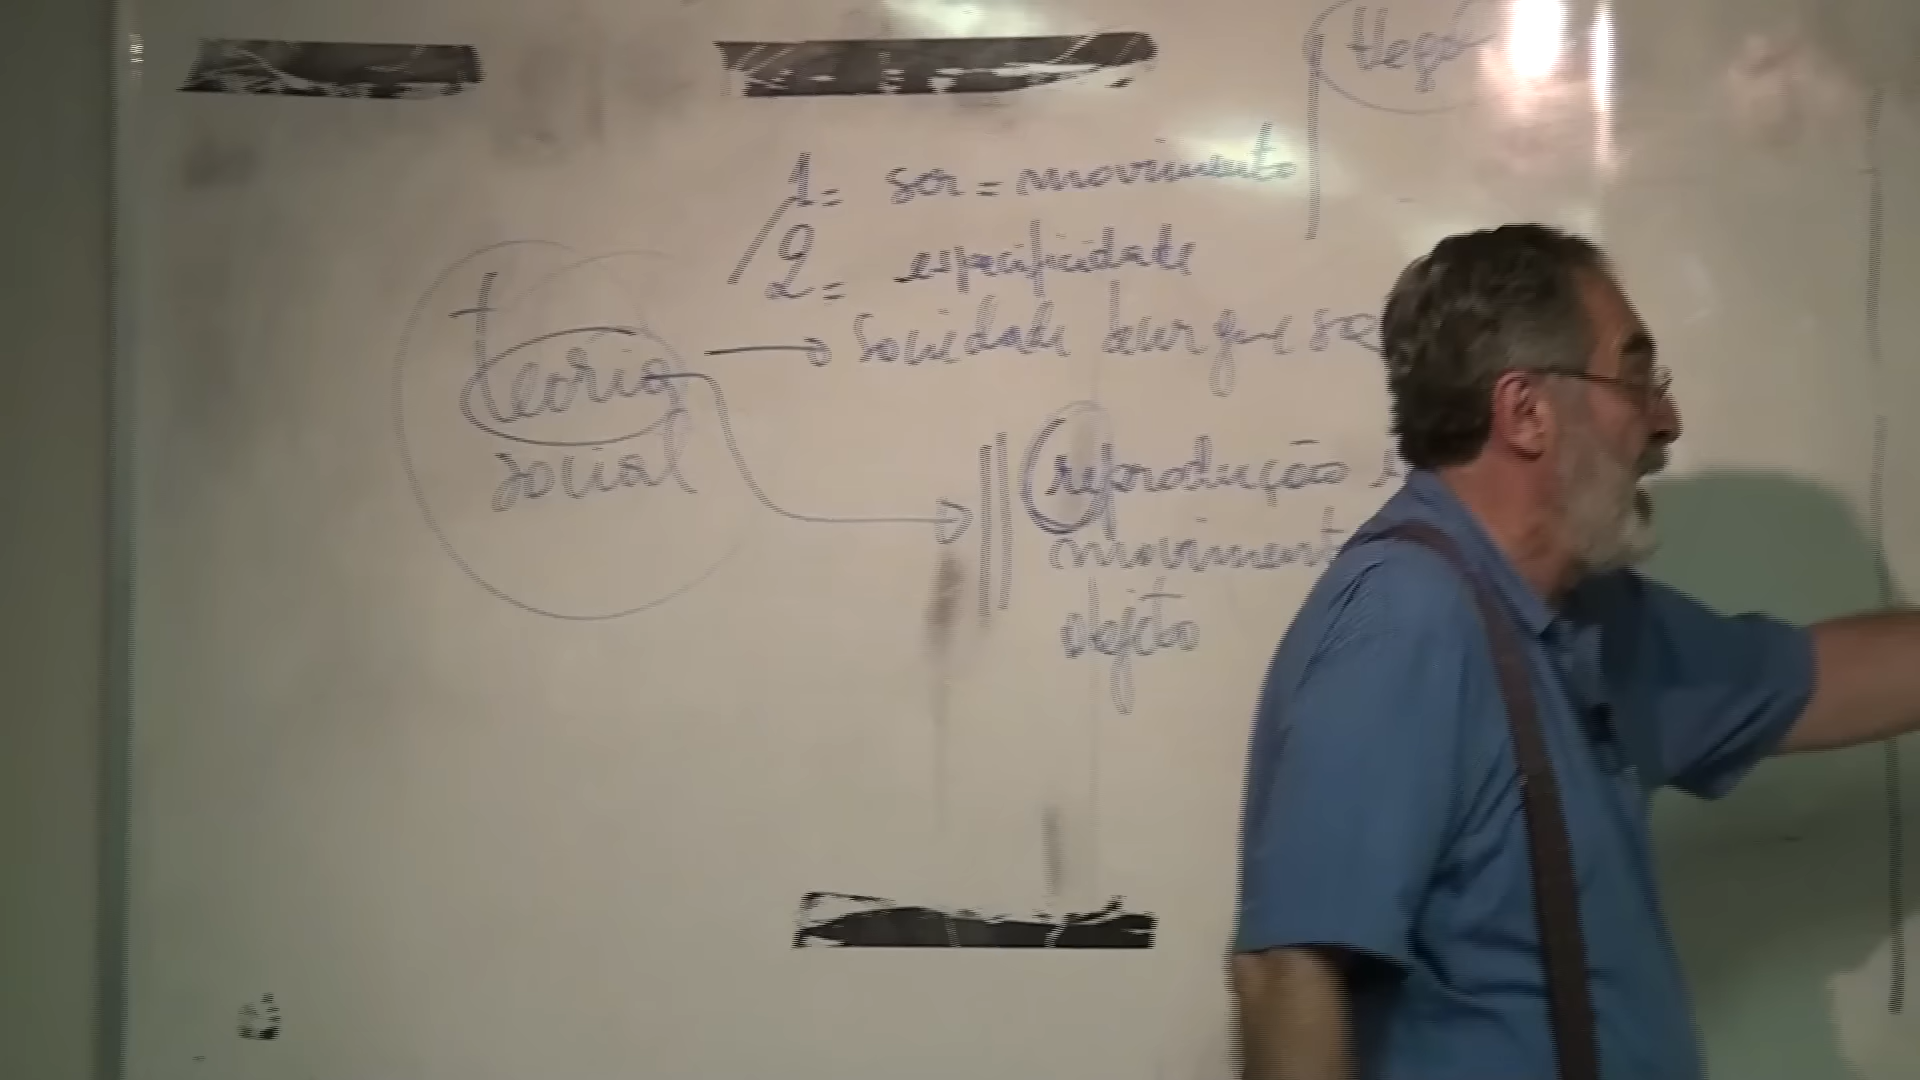 Hegel
1= ser = movimento
2= especificidade
t
teoria
social
sociedade burguesa
reprodução
movimento
objeto